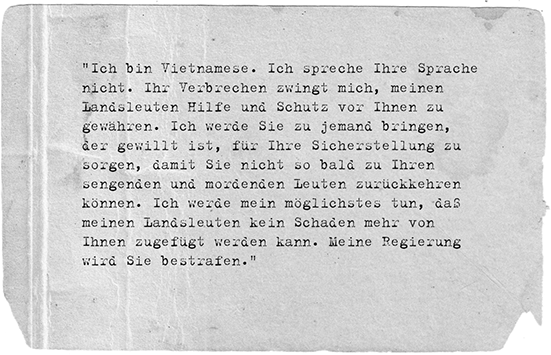 "Ich bin Vietnamese. Ich spreche Ihre Sprache
nicht. Ihr Verbrechen zwingt mich, meinen
Landsleuten Hilfe und Schutz vor Ihnen zu
gewähren. Ich werde Sie zu jemand bringen,
der gewillt ist, für Ihre Sicherstellung zu
sorgen, damit Sie nicht so bald zu Ihren
sengenden und mordenden Leuten zurückkehren
können. Ich werde mein möglichstes tun, daß
meinen Landsleuten kein Schaden mehr von
Ihnen zugefügt werden kann. Meine Regierung
wird Sie bestrafen."